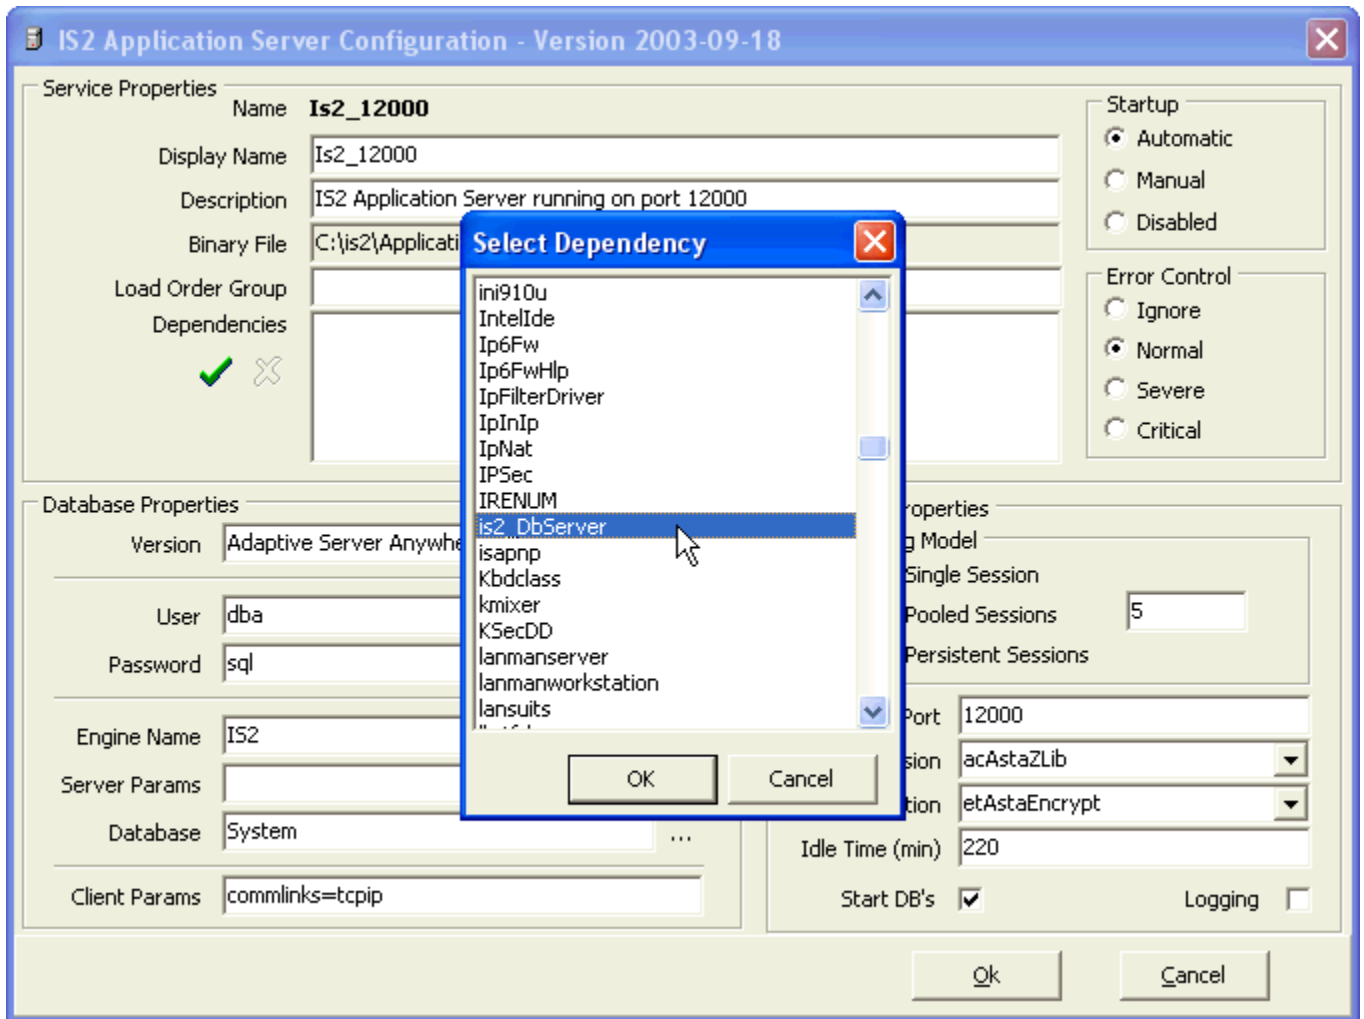 IS2 Application Server Configuration - Version 2003-09-18
Service Properties
Name Is2_12000
Display Name Is2_12000
Description IS2 Application Server running on port 12000
Binary File C:\is2\Applicati
Load Order Group
Dependencies
Startup
Automatic
Manual
Disabled
Error Control
Ignore
Normal
Severe
Critical
Select Dependency
ini910u
IntelIde
Ip6Fw
Ip6FwHlp
IpFilterDriver
IpInIp
IpNat
IPSec
IRENUM
is2_DbServer
isapnp
Kbdclass
kmixer
KSecDD
lanmanserver
lanmanworkstation
lansuits
OK Cancel
Database Properties
Version Adaptive Server Anywhe
User dba
Password sql
Engine Name IS2
Server Params
Database System ...
Client Params commlinks=tcpip
roperties
g Model
Single Session
Pooled Sessions 5
Persistent Sessions
Port 12000
sion acAstaZLib
tion etAstaEncrypt
Idle Time (min) 220
Start DB's Logging
Ok Cancel